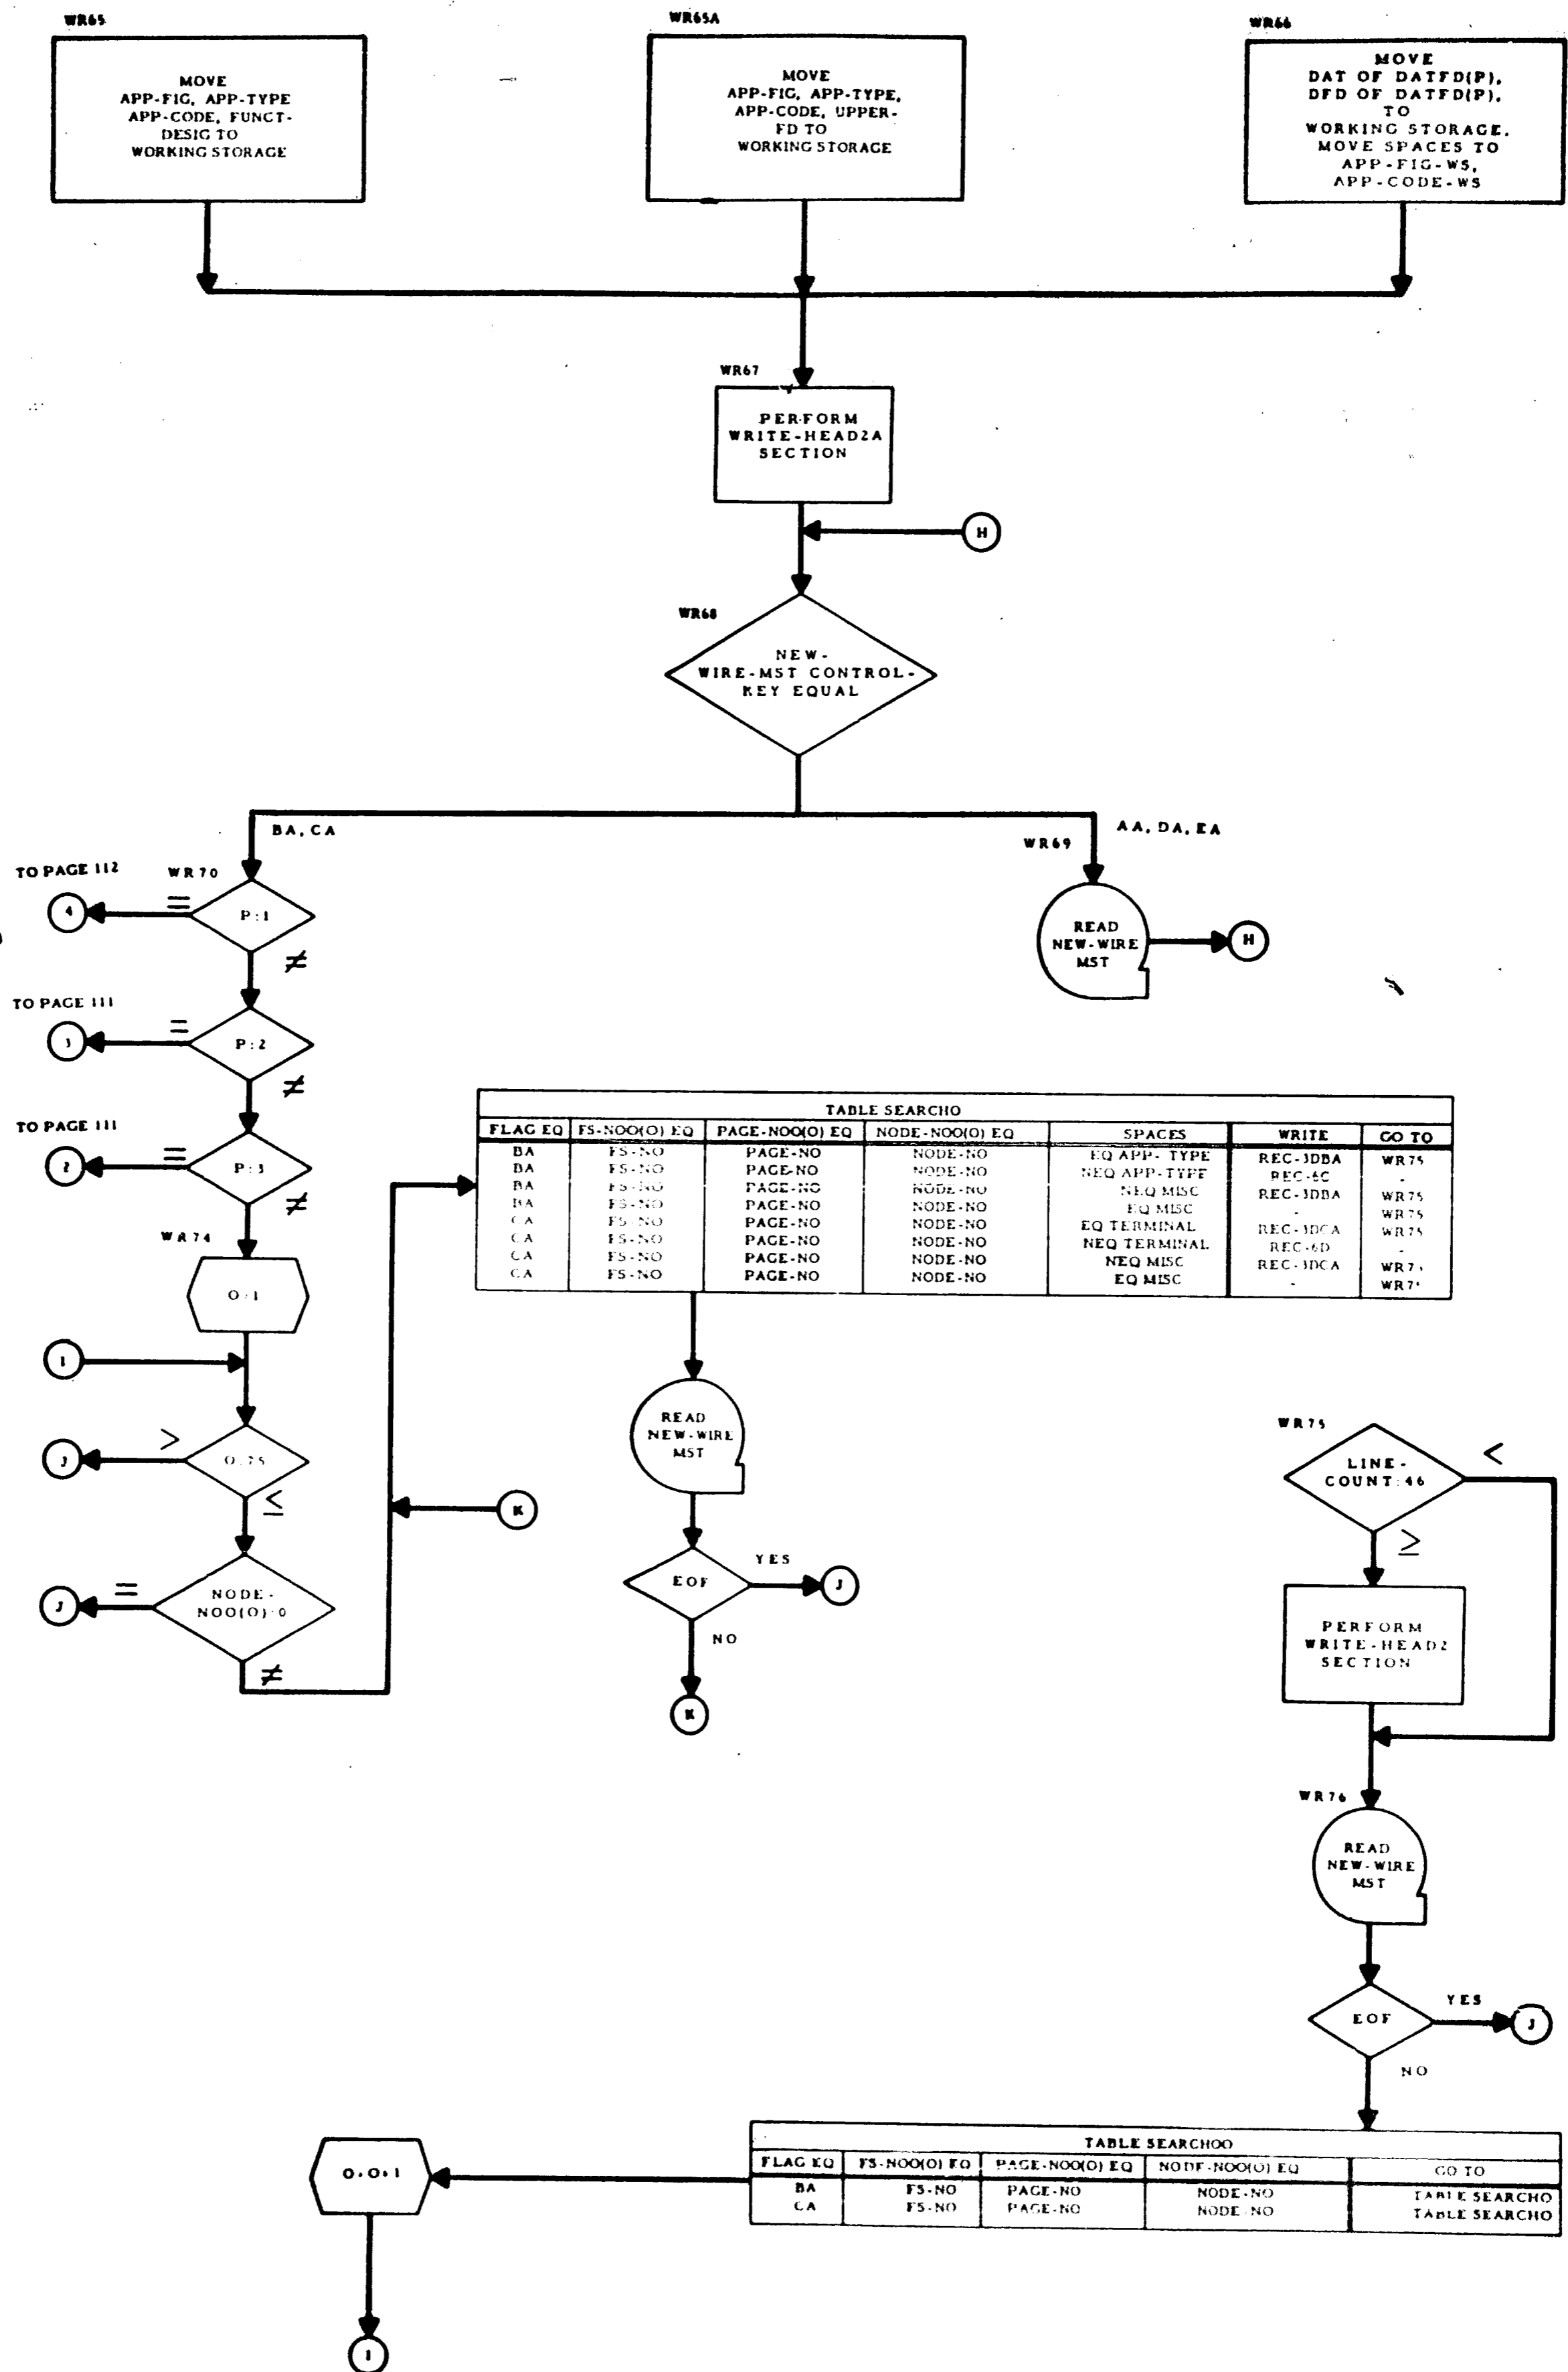 WR65
MOVE
APP-FIG, APP-TYPE
APP-CODE, FUNCT-
DESIG TO
WORKING STORAGE
WR65A
MOVE
APP-FIG, APP-TYPE,
APP-CODE, UPPER-
FD TO
WORKING STORAGE
WR66
MOVE
DAT OF DATFD(P),
DFD OF DATFD(P),
TO
WORKING STORAGE.
MOVE SPACES TO
APP-FIG-WS,
APP-CODE-WS
WR67
PERFORM
WRITE-HEAD2A
SECTION
H
WR68
NEW-
WIRE-MST CONTROL-
KEY EQUAL
BA, CA
AA, DA, EA
WR69
READ
NEW-WIRE
MST
H
TO PAGE 112
WR70
4
=
P:1
≠
TO PAGE 111
3
=
P:2
≠
TO PAGE 111
2
=
P:3
≠
WR74
O:1
I
J
>
O:75
≤
K
J
=
NODE-
NOO(O):0
≠
TABLE SEARCHO
FLAG EQ FS-NOO(O) EQ PAGE-NOO(O) EQ NODE-NOO(O) EQ SPACES WRITE GO TO
BA FS-NO PAGE-NO NODE-NO EQ APP-TYPE REC-3DBA WR75
BA FS-NO PAGE-NO NODE-NO NEQ APP-TYPE REC-6C -
BA FS-NO PAGE-NO NODE-NO NEQ MISC REC-3DBA WR75
BA FS-NO PAGE-NO NODE-NO EQ MISC - WR75
CA FS-NO PAGE-NO NODE-NO EQ TERMINAL REC-3DCA WR75
CA FS-NO PAGE-NO NODE-NO NEQ TERMINAL REC-6D -
CA FS-NO PAGE-NO NODE-NO NEQ MISC REC-3DCA
CA FS-NO PAGE-NO NODE-NO EQ MISC -
READ
NEW-WIRE
MST
EOF
YES
J
NO
K
WR75
LINE-
COUNT:46
<
≥
PERFORM
WRITE-HEAD2
SECTION
WR76
READ
NEW-WIRE
MST
EOF
YES
J
NO
TABLE SEARCHOO
FLAG EQ FS-NOO(O) EQ PAGE-NOO(O) EQ NODE-NOO(O) EQ GO TO
BA FS-NO PAGE-NO NODE-NO TABLE SEARCHO
CA FS-NO PAGE-NO NODE-NO TABLE SEARCHO
O:O+1
I